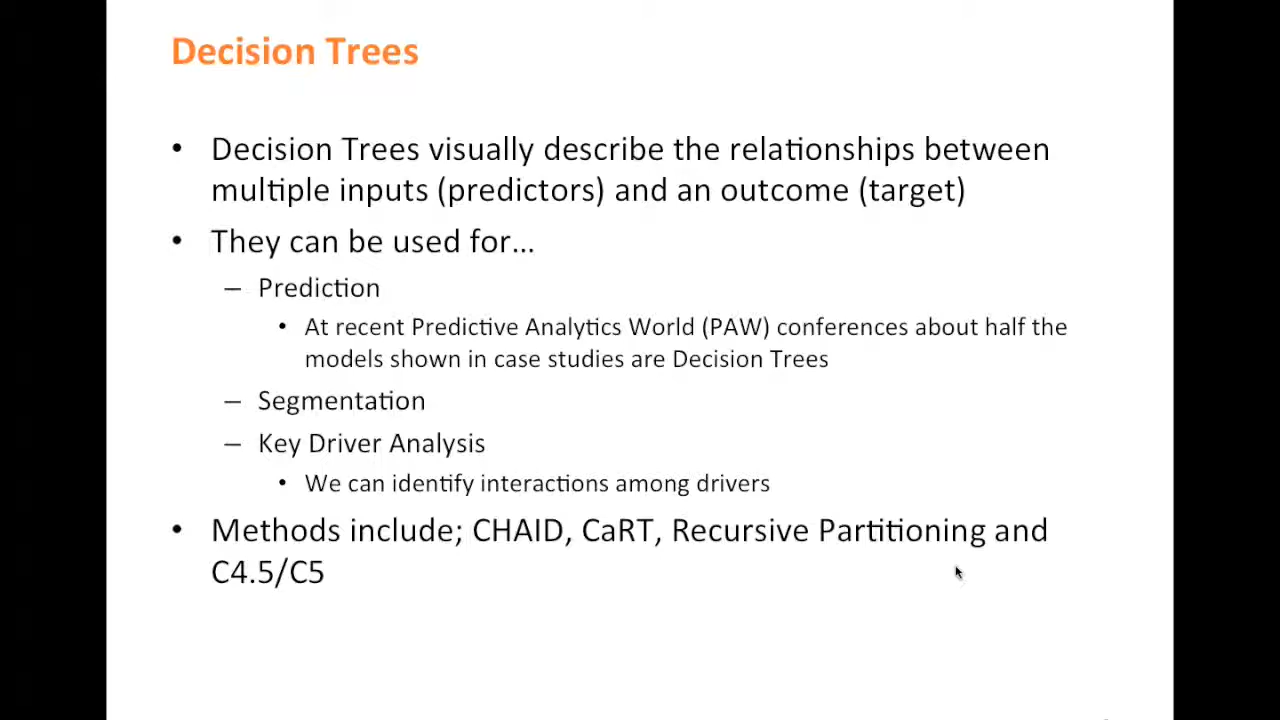 Decision Trees
• Decision Trees visually describe the relationships between
multiple inputs (predictors) and an outcome (target)
• They can be used for...
– Prediction
• At recent Predictive Analytics World (PAW) conferences about half the
models shown in case studies are Decision Trees
– Segmentation
– Key Driver Analysis
• We can identify interactions among drivers
• Methods include; CHAID, CaRT, Recursive Partitioning and
C4.5/C5